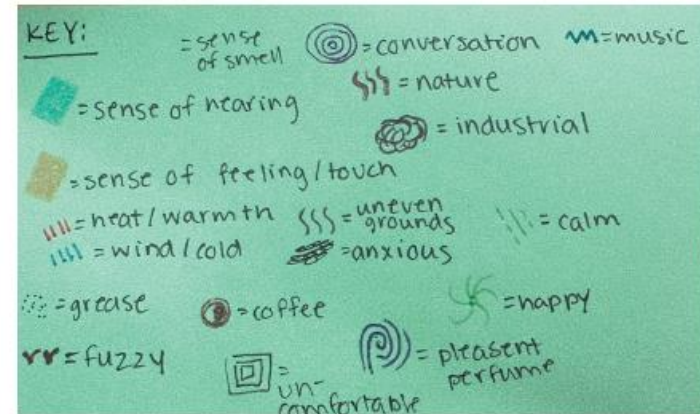 KEY:
= sense of smell
= conversation
= music
= sense of hearing
= nature
= industrial
= sense of feeling/touch
= heat/warmth
= uneven grounds
= calm
= wind/cold
= anxious
= grease
= coffee
= happy
= fuzzy
= un-comfortable
= pleasent perfume